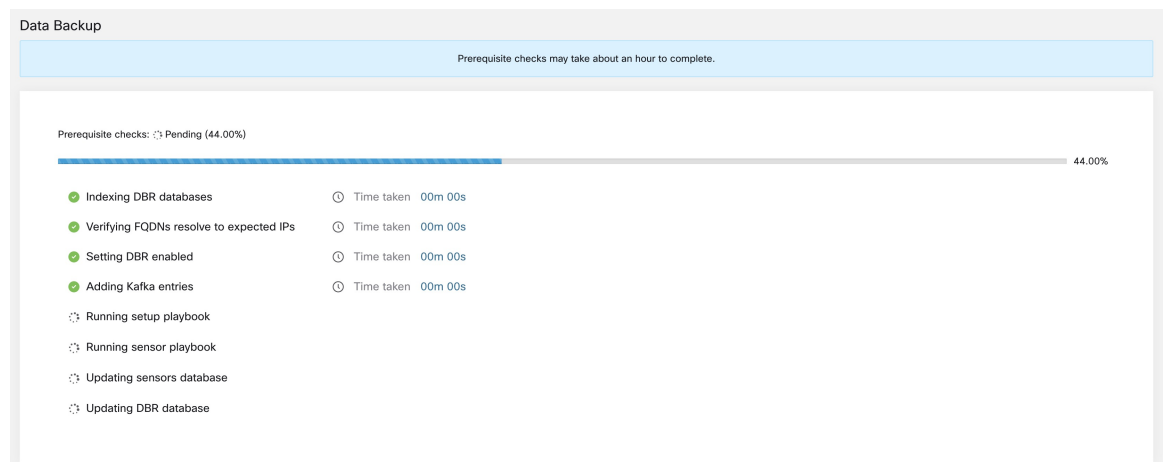 Data Backup
Prerequisite checks may take about an hour to complete.
Prerequisite checks: Pending (44.00%)
44.00%
Indexing DBR databases Time taken 00m 00s
Verifying FQDNs resolve to expected IPs Time taken 00m 00s
Setting DBR enabled Time taken 00m 00s
Adding Kafka entries Time taken 00m 00s
Running setup playbook
Running sensor playbook
Updating sensors database
Updating DBR database